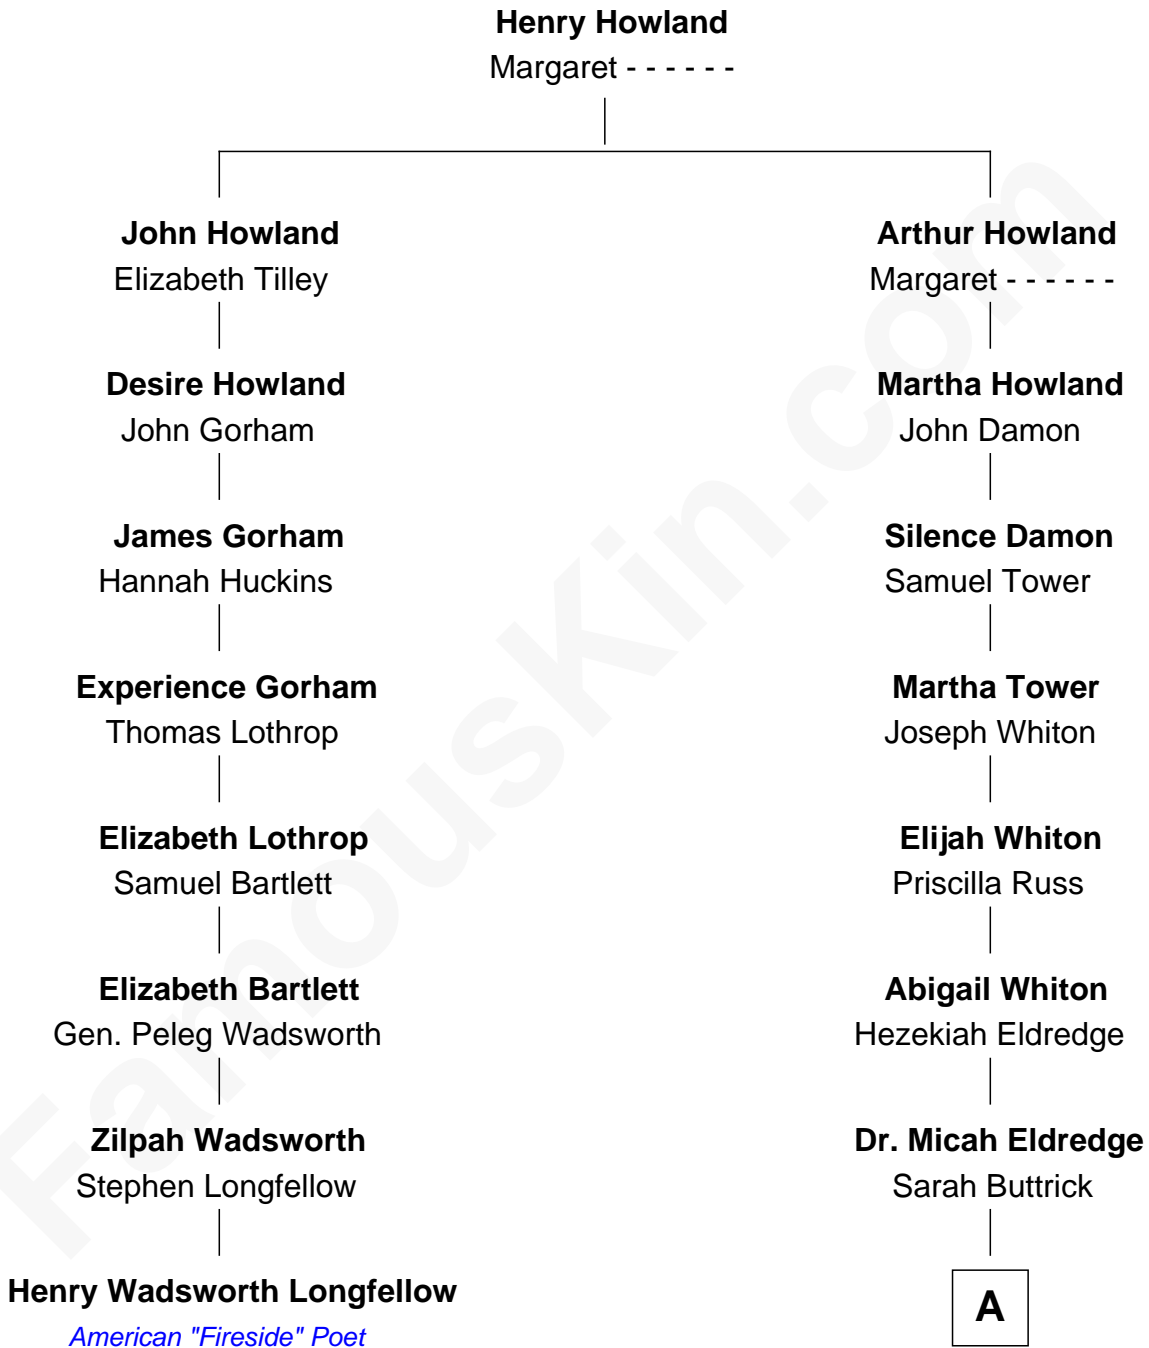 Henry Howland
Margaret - - - - - -
John Howland
Elizabeth Tilley
Arthur Howland
Margaret - - - - - -
Desire Howland
John Gorham
Martha Howland
John Damon
James Gorham
Hannah Huckins
Silence Damon
Samuel Tower
Experience Gorham
Thomas Lothrop
Martha Tower
Joseph Whiton
Elizabeth Lothrop
Samuel Bartlett
Elijah Whiton
Priscilla Russ
Elizabeth Bartlett
Gen. Peleg Wadsworth
Abigail Whiton
Hezekiah Eldredge
Zilpah Wadsworth
Stephen Longfellow
Dr. Micah Eldredge
Sarah Buttrick
Henry Wadsworth Longfellow
American "Fireside" Poet
A
FamousKin.com